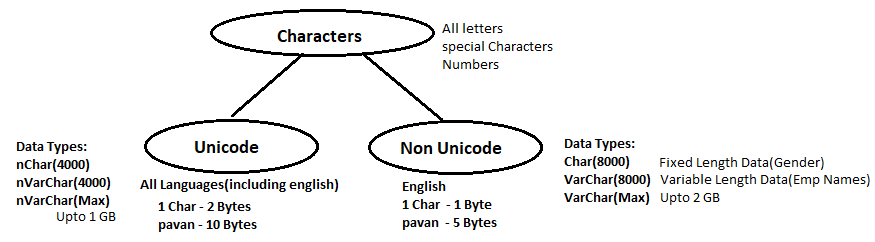 Characters
All letters
special Characters
Numbers
Unicode
Non Unicode
Data Types:
nChar(4000)
nVarChar(4000)
nVarChar(Max)
Upto 1 GB
All Languages(including english)
1 Char - 2 Bytes
pavan - 10 Bytes
English
1 Char - 1 Byte
pavan - 5 Bytes
Data Types:
Char(8000) Fixed Length Data(Gender)
VarChar(8000) Variable Length Data(Emp Names)
VarChar(Max) Upto 2 GB